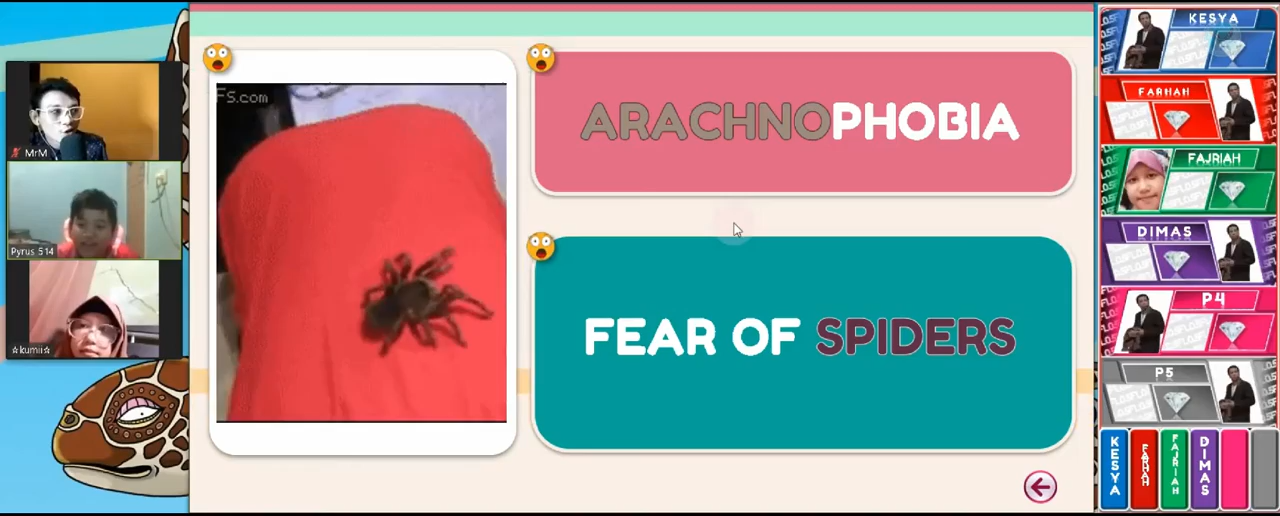 MrM
Pyrus 514
☆kumii☆
FS.com
ARACHNOPHOBIA
FEAR OF SPIDERS
KESYA
FARHAH
FAJRIAH
DIMAS
P4
P5
KESYA
FARHAH
FAJRIAH
DIMAS